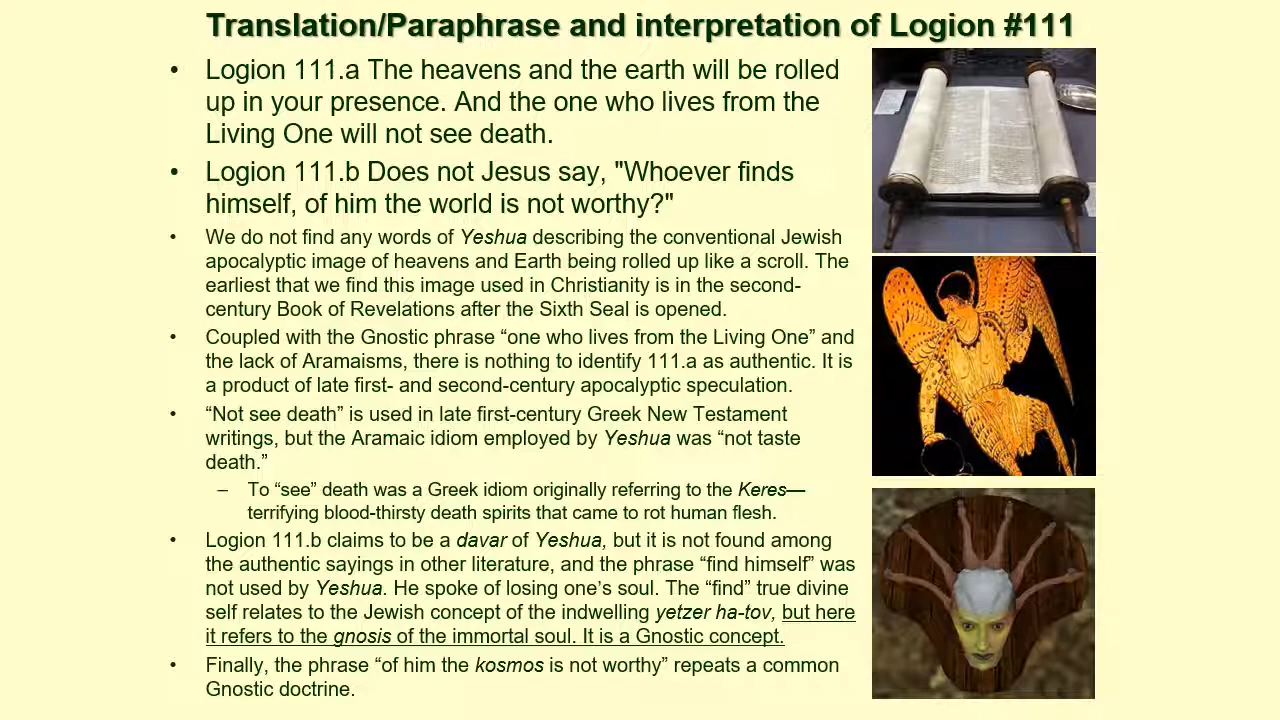 Translation/Paraphrase and interpretation of Logion #111
• Logion 111.a The heavens and the earth will be rolled
up in your presence. And the one who lives from the
Living One will not see death.
• Logion 111.b Does not Jesus say, "Whoever finds
himself, of him the world is not worthy?"
• We do not find any words of Yeshua describing the conventional Jewish
apocalyptic image of heavens and Earth being rolled up like a scroll. The
earliest that we find this image used in Christianity is in the second-
century Book of Revelations after the Sixth Seal is opened.
• Coupled with the Gnostic phrase “one who lives from the Living One” and
the lack of Aramaisms, there is nothing to identify 111.a as authentic. It is
a product of late first- and second-century apocalyptic speculation.
• “Not see death” is used in late first-century Greek New Testament
writings, but the Aramaic idiom employed by Yeshua was “not taste
death.”
– To “see” death was a Greek idiom originally referring to the Keres—
terrifying blood-thirsty death spirits that came to rot human flesh.
• Logion 111.b claims to be a davar of Yeshua, but it is not found among
the authentic sayings in other literature, and the phrase “find himself” was
not used by Yeshua. He spoke of losing one’s soul. The “find” true divine
self relates to the Jewish concept of the indwelling yetzer ha-tov, but here
it refers to the gnosis of the immortal soul. It is a Gnostic concept.
• Finally, the phrase “of him the kosmos is not worthy” repeats a common
Gnostic doctrine.